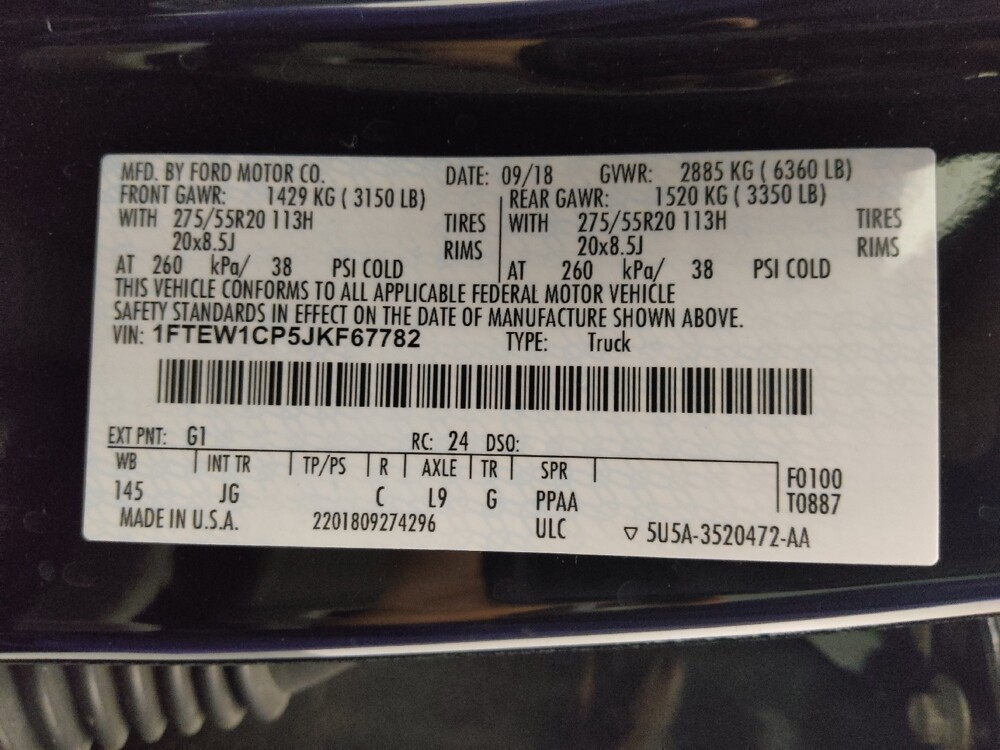 MFD. BY FORD MOTOR CO. DATE: 09/18 GVWR: 2885 KG ( 6360 LB)
FRONT GAWR: 1429 KG ( 3150 LB) REAR GAWR: 1520 KG ( 3350 LB)
WITH 275/55R20 113H TIRES WITH 275/55R20 113H TIRES
20x8.5J RIMS 20x8.5J RIMS
AT 260 kPa/ 38 PSI COLD AT 260 kPa/ 38 PSI COLD
THIS VEHICLE CONFORMS TO ALL APPLICABLE FEDERAL MOTOR VEHICLE
SAFETY STANDARDS IN EFFECT ON THE DATE OF MANUFACTURE SHOWN ABOVE.
VIN: 1FTEW1CP5JKF67782 TYPE: Truck
EXT PNT: G1 RC: 24 DSO:
WB INT TR TP/PS R AXLE TR SPR F0100
145 JG C L9 G PPAA T0887
MADE IN U.S.A. 2201809274296 ULC ▽ 5U5A-3520472-AA